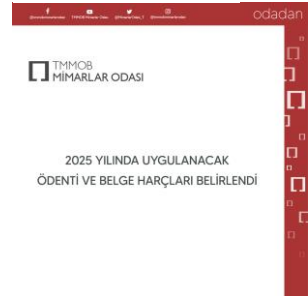 odadan
TMMOB
MİMARLAR ODASI
2025 YILINDA UYGULANACAK
ÖDENTİ VE BELGE HARÇLARI BELİRLENDİ